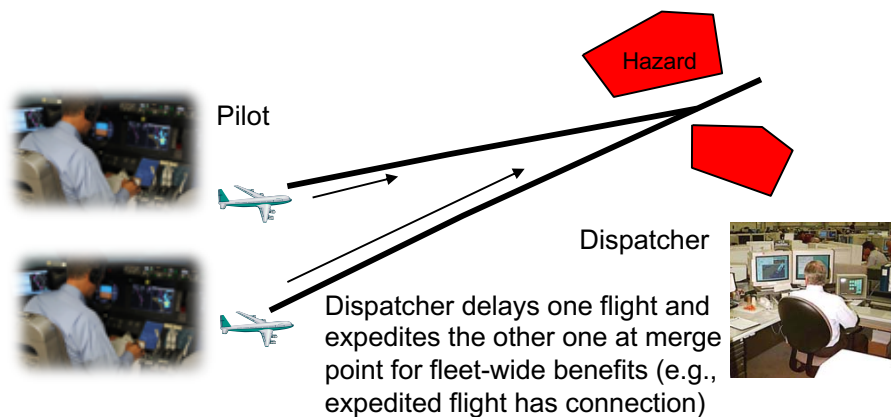 Hazard
Pilot
Dispatcher
Dispatcher delays one flight and
expedites the other one at merge
point for fleet-wide benefits (e.g.,
expedited flight has connection)